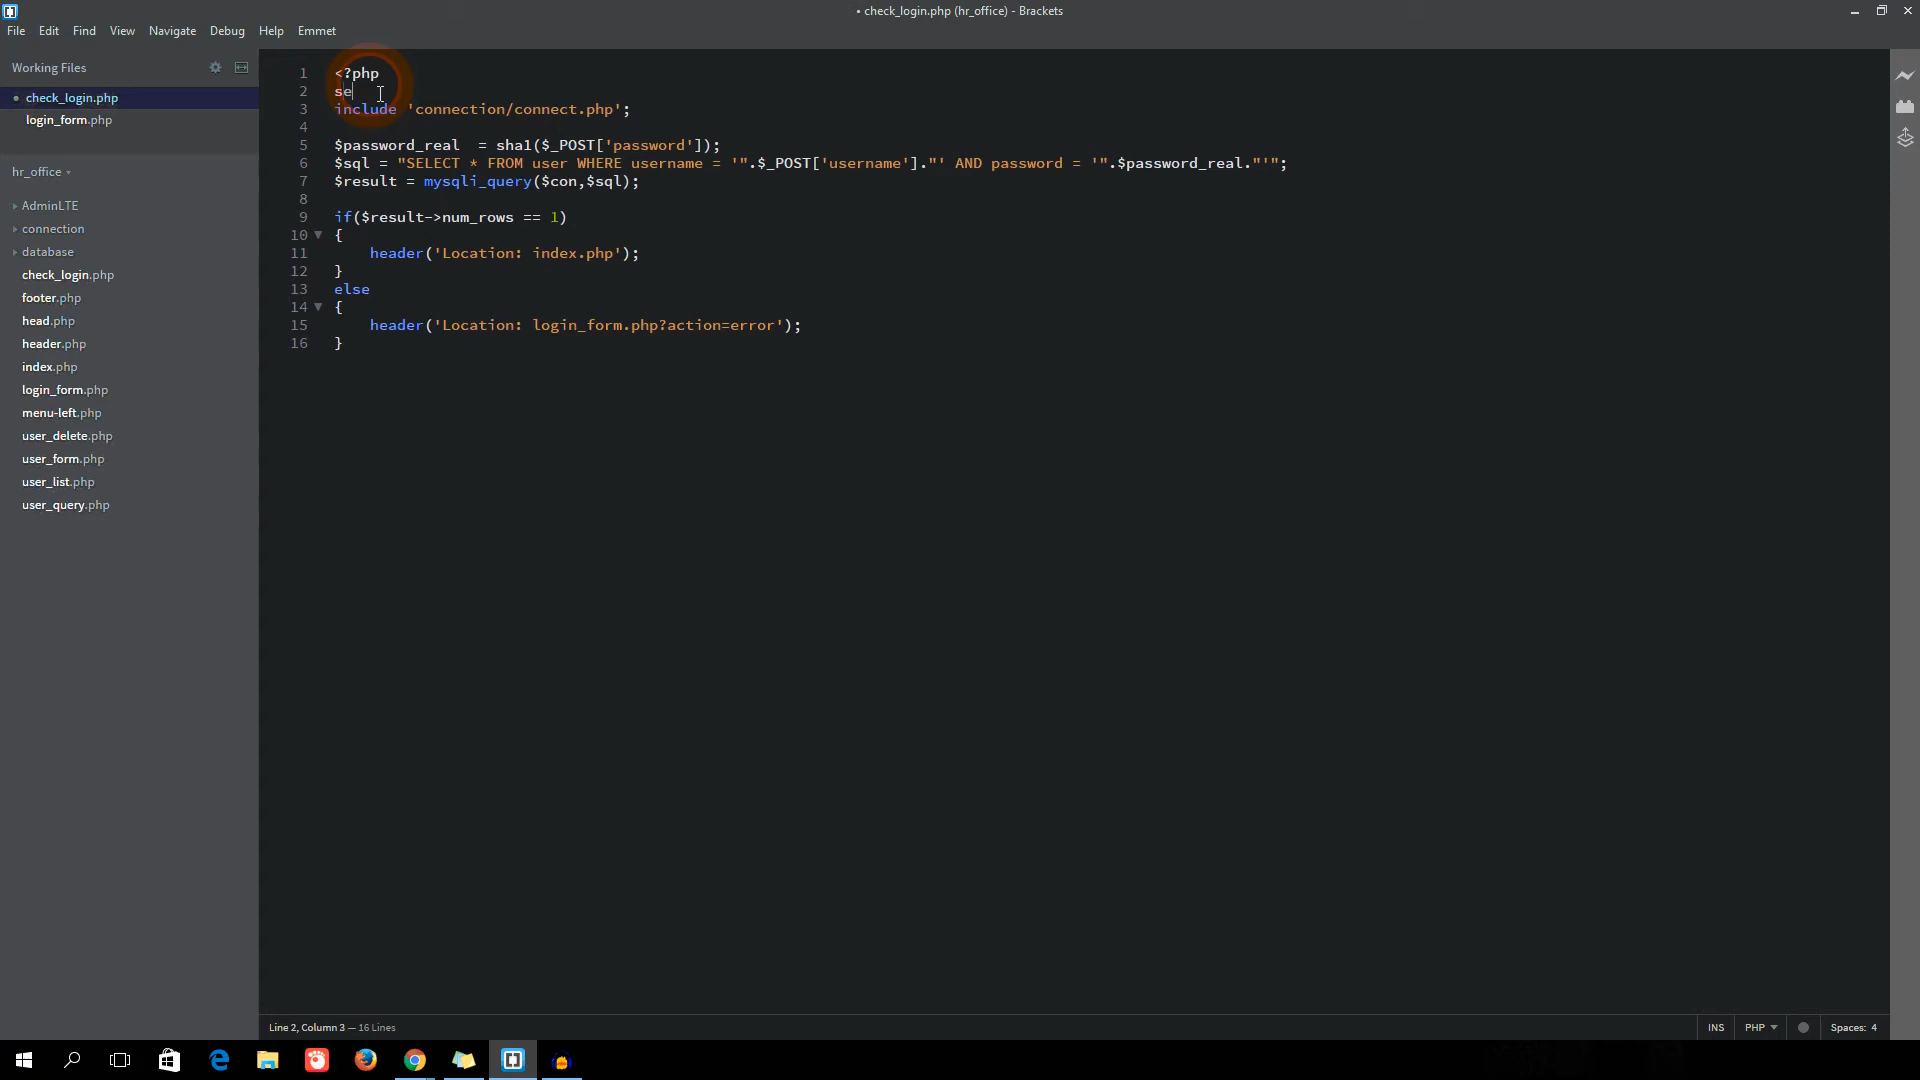 • check_login.php (hr_office) - Brackets
File Edit Find View Navigate Debug Help Emmet
Working Files
• check_login.php
login_form.php
hr_office
AdminLTE
connection
database
check_login.php
footer.php
head.php
header.php
index.php
login_form.php
menu-left.php
user_delete.php
user_form.php
user_list.php
user_query.php
1 <?php
2 se
3 include 'connection/connect.php';
4
5 $password_real  = sha1($_POST['password']);
6 $sql = "SELECT * FROM user WHERE username = '".$_POST['username']."' AND password = '".$password_real."'";
7 $result = mysqli_query($con,$sql);
8
9 if($result->num_rows == 1)
10 {
11     header('Location: index.php');
12 }
13 else
14 {
15     header('Location: login_form.php?action=error');
16 }
Line 2, Column 3 — 16 Lines
INS PHP Spaces: 4